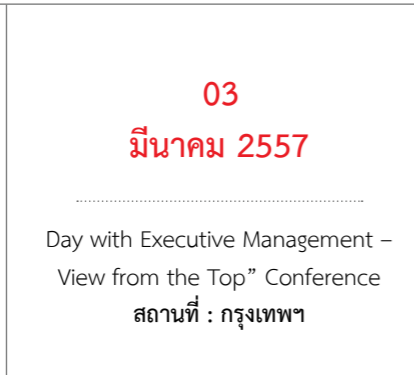 03
มีนาคม 2557
Day with Executive Management –
View from the Top” Conference
สถานที่ : กรุงเทพฯ